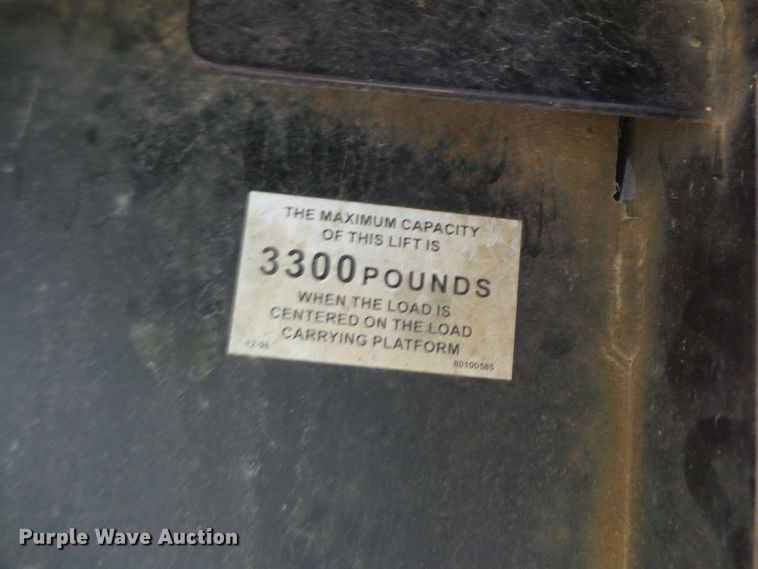 THE MAXIMUM CAPACITY
OF THIS LIFT IS
3300 POUNDS
WHEN THE LOAD IS
CENTERED ON THE LOAD
CARRYING PLATFORM
12-95
80100585
Purple Wave Auction